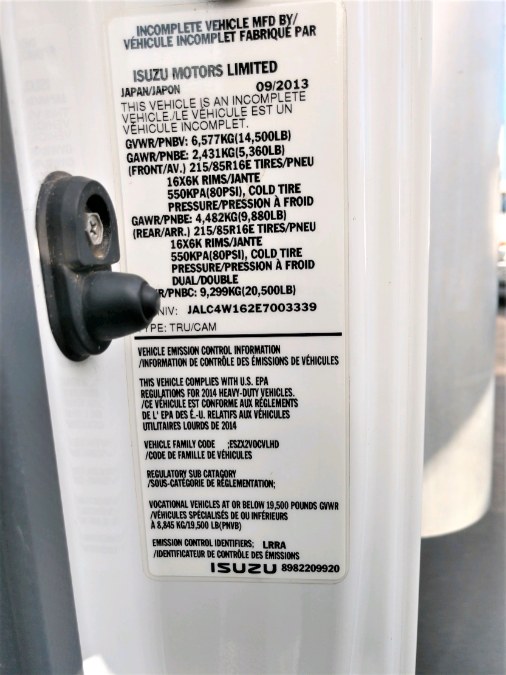 INCOMPLETE VEHICLE MFD BY/
VÉHICULE INCOMPLET FABRIQUÉ PAR
ISUZU MOTORS LIMITED
JAPAN/JAPON 09/2013
THIS VEHICLE IS AN INCOMPLETE
VEHICLE./LE VÉHICULE EST UN
VÉHICULE INCOMPLET.
GVWR/PNBV: 6,577KG(14,500LB)
GAWR/PNBE: 2,431KG(5,360LB)
(FRONT/AV.) 215/85R16E TIRES/PNEU
16X6K RIMS/JANTE
550KPA(80PSI), COLD TIRE
PRESSURE/PRESSION À FROID
GAWR/PNBE: 4,482KG(9,880LB)
(REAR/ARR.) 215/85R16E TIRES/PNEU
16X6K RIMS/JANTE
550KPA(80PSI), COLD TIRE
PRESSURE/PRESSION À FROID
DUAL/DOUBLE
R/PNBC: 9,299KG(20,500LB)
NIV: JALC4W162E7003339
YPE: TRU/CAM
VEHICLE EMISSION CONTROL INFORMATION
/INFORMATION DE CONTRÔLE DES ÉMISSIONS DE VÉHICULES
THIS VEHICLE COMPLIES WITH U.S. EPA
REGULATIONS FOR 2014 HEAVY-DUTY VEHICLES.
/CE VÉHICULE EST CONFORME AUX RÈGLEMENTS
DE L' EPA DES É.-U. RELATIFS AUX VÉHICULES
UTILITAIRES LOURDS DE 2014
VEHICLE FAMILY CODE ;ESZX2VOCVLHD
/CODE DE FAMILLE DE VÉHICULES
REGULATORY SUB CATAGORY
/SOUS-CATÉGORIE DE RÉGLEMENTATION;
VOCATIONAL VEHICLES AT OR BELOW 19,500 POUNDS GVWR
/VÉHICULES SPÉCIALISÉS DE OU INFÉRIEURS
À 8,845 KG/19,500 LB(PNVB)
EMISSION CONTROL IDENTIFIERS: LRRA
/IDENTIFICATEUR DE CONTRÔLE DES ÉMISSIONS
ISUZU 8982209920